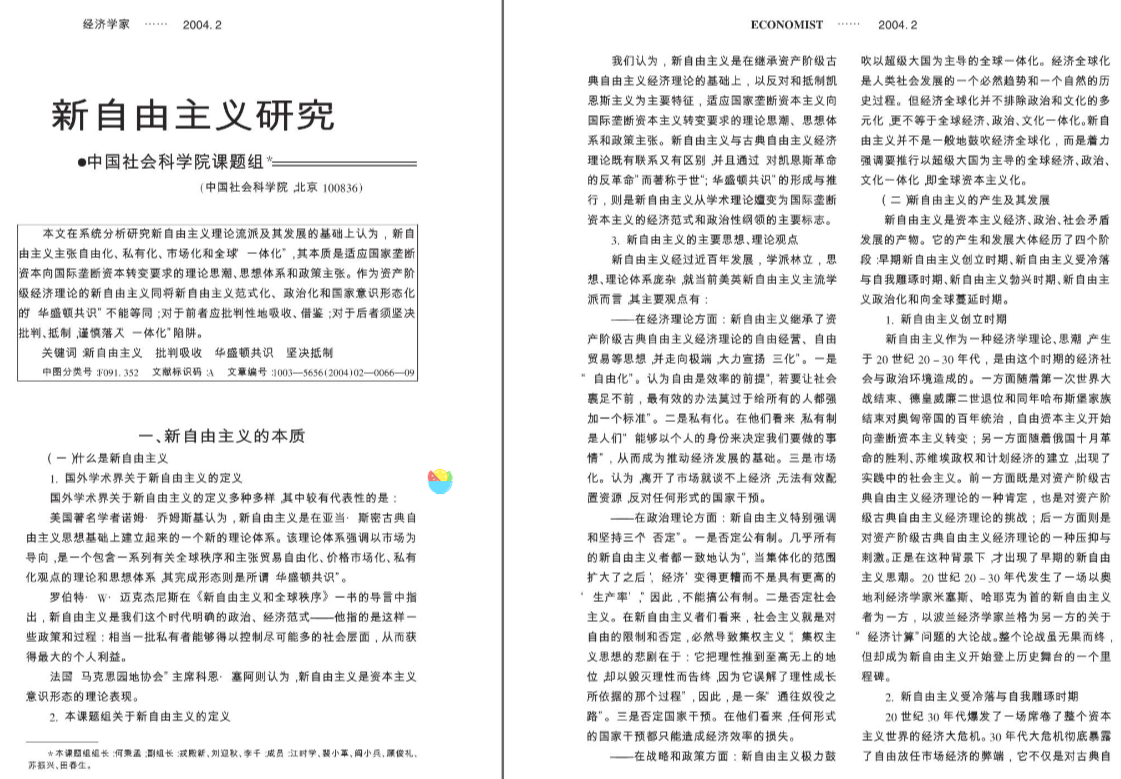 经济学家 ⋯⋯ 2004.2
新自由主义研究
●中国社会科学院课题组*
(中国社会科学院,北京 100836)
本文在系统分析研究新自由主义理论流派及其发展的基础上认为,新自
由主义主张自由化、私有化、市场化和全球“一体化”,其本质是适应国家垄断
资本向国际垄断资本转变要求的理论思潮、思想体系和政策主张。作为资产阶
级经济理论的新自由主义同将新自由主义范式化、政治化和国家意识形态化
的“华盛顿共识”不能等同;对于前者应批判性地吸收、借鉴;对于后者须坚决
批判、抵制,谨慎落入“一体化”陷阱。
关键词:新自由主义 批判吸收 华盛顿共识 坚决抵制
中图分类号:F091.352 文献标识码:A 文章编号:1003—5656(2004)02—0066—09
一、新自由主义的本质
(一)什么是新自由主义
1. 国外学术界关于新自由主义的定义
国外学术界关于新自由主义的定义多种多样,其中较有代表性的是:
美国著名学者诺姆·乔姆斯基认为,新自由主义是在亚当·斯密古典自
由主义思想基础上建立起来的一个新的理论体系。该理论体系强调以市场为
导向,是一个包含一系列有关全球秩序和主张贸易自由化、价格市场化、私有
化观点的理论和思想体系,其完成形态则是所谓“华盛顿共识”。
罗伯特·W·迈克杰尼斯在《新自由主义和全球秩序》一书的导言中指
出,新自由主义是我们这个时代明确的政治、经济范式——他指的是这样一
些政策和过程:相当一批私有者能够得以控制尽可能多的社会层面,从而获
得最大的个人利益。
法国“马克思园地协会”主席科恩·塞阿则认为,新自由主义是资本主义
意识形态的理论表现。
2. 本课题组关于新自由主义的定义
*本课题组组长:何秉孟;副组长:戎殿新、刘迎秋、李千;成员:江时学、裴小革、阎小兵、顾俊礼、
苏振兴、田春生。
ECONOMIST ⋯⋯ 2004.2
我们认为,新自由主义是在继承资产阶级古
典自由主义经济理论的基础上,以反对和抵制凯
恩斯主义为主要特征,适应国家垄断资本主义向
国际垄断资本主义转变要求的理论思潮、思想体
系和政策主张。新自由主义与古典自由主义经济
理论既有联系又有区别,并且通过“对凯恩斯革命
的反革命”而著称于世“;华盛顿共识”的形成与推
行,则是新自由主义从学术理论嬗变为国际垄断
资本主义的经济范式和政治性纲领的主要标志。
3. 新自由主义的主要思想、理论观点
新自由主义经过近百年发展,学派林立,思
想、理论体系庞杂,就当前美英新自由主义主流学
派而言,其主要观点有:
——在经济理论方面:新自由主义继承了资
产阶级古典自由主义经济理论的自由经营、自由
贸易等思想,并走向极端,大力宣扬“三化”。一是
“自由化”。认为自由是效率的前提“,若要让社会
裹足不前,最有效的办法莫过于给所有的人都强
加一个标准”。二是私有化。在他们看来,私有制
是人们“能够以个人的身份来决定我们要做的事
情”,从而成为推动经济发展的基础。三是市场
化。认为,离开了市场就谈不上经济,无法有效配
置资源,反对任何形式的国家干预。
——在政治理论方面:新自由主义特别强调
和坚持三个“否定”。一是否定公有制。几乎所有
的新自由主义者都一致地认为“,当集体化的范围
扩大了之后‘,经济’变得更糟而不是具有更高的
‘生产率’,”因此,不能搞公有制。二是否定社会
主义。在新自由主义者们看来,社会主义就是对
自由的限制和否定,必然导致集权主义“;集权主
义思想的悲剧在于:它把理性推到至高无上的地
位,却以毁灭理性而告终,因为它误解了理性成长
所依据的那个过程”,因此,是一条“通往奴役之
路”。三是否定国家干预。在他们看来,任何形式
的国家干预都只能造成经济效率的损失。
——在战略和政策方面:新自由主义极力鼓
吹以超级大国为主导的全球一体化。经济全球化
是人类社会发展的一个必然趋势和一个自然的历
史过程。但经济全球化并不排除政治和文化的多
元化,更不等于全球经济、政治、文化一体化。新自
由主义并不是一般地鼓吹经济全球化,而是着力
强调要推行以超级大国为主导的全球经济、政治、
文化一体化,即全球资本主义化。
(二)新自由主义的产生及其发展
新自由主义是资本主义经济、政治、社会矛盾
发展的产物。它的产生和发展大体经历了四个阶
段:早期新自由主义创立时期、新自由主义受冷落
与自我雕琢时期、新自由主义勃兴时期、新自由主
义政治化和向全球蔓延时期。
1. 新自由主义创立时期
新自由主义作为一种经济学理论、思潮,产生
于20世纪20-30年代,是由这个时期的经济社
会与政治环境造成的。一方面随着第一次世界大
战结束、德皇威廉二世退位和同年哈布斯堡家族
结束对奥匈帝国的百年统治,自由资本主义开始
向垄断资本主义转变;另一方面随着俄国十月革
命的胜利、苏维埃政权和计划经济的建立,出现了
实践中的社会主义。前一方面既是对资产阶级古
典自由主义经济理论的一种肯定,也是对资产阶
级古典自由主义经济理论的挑战;后一方面则是
对资产阶级古典自由主义经济理论的一种压抑与
刺激。正是在这种背景下,才出现了早期的新自由
主义思潮。20世纪20-30年代发生了一场以奥
地利经济学家米塞斯、哈耶克为首的新自由主义
者为一方,以波兰经济学家兰格为另一方的关于
“经济计算”问题的大论战。整个论战虽无果而终,
但却成为新自由主义开始登上历史舞台的一个里
程碑。
2. 新自由主义受冷落与自我雕琢时期
20世纪30年代爆发了一场席卷了整个资本
主义世界的经济大危机。30年代大危机彻底暴露
了自由放任市场经济的弊端,它不仅是对古典自